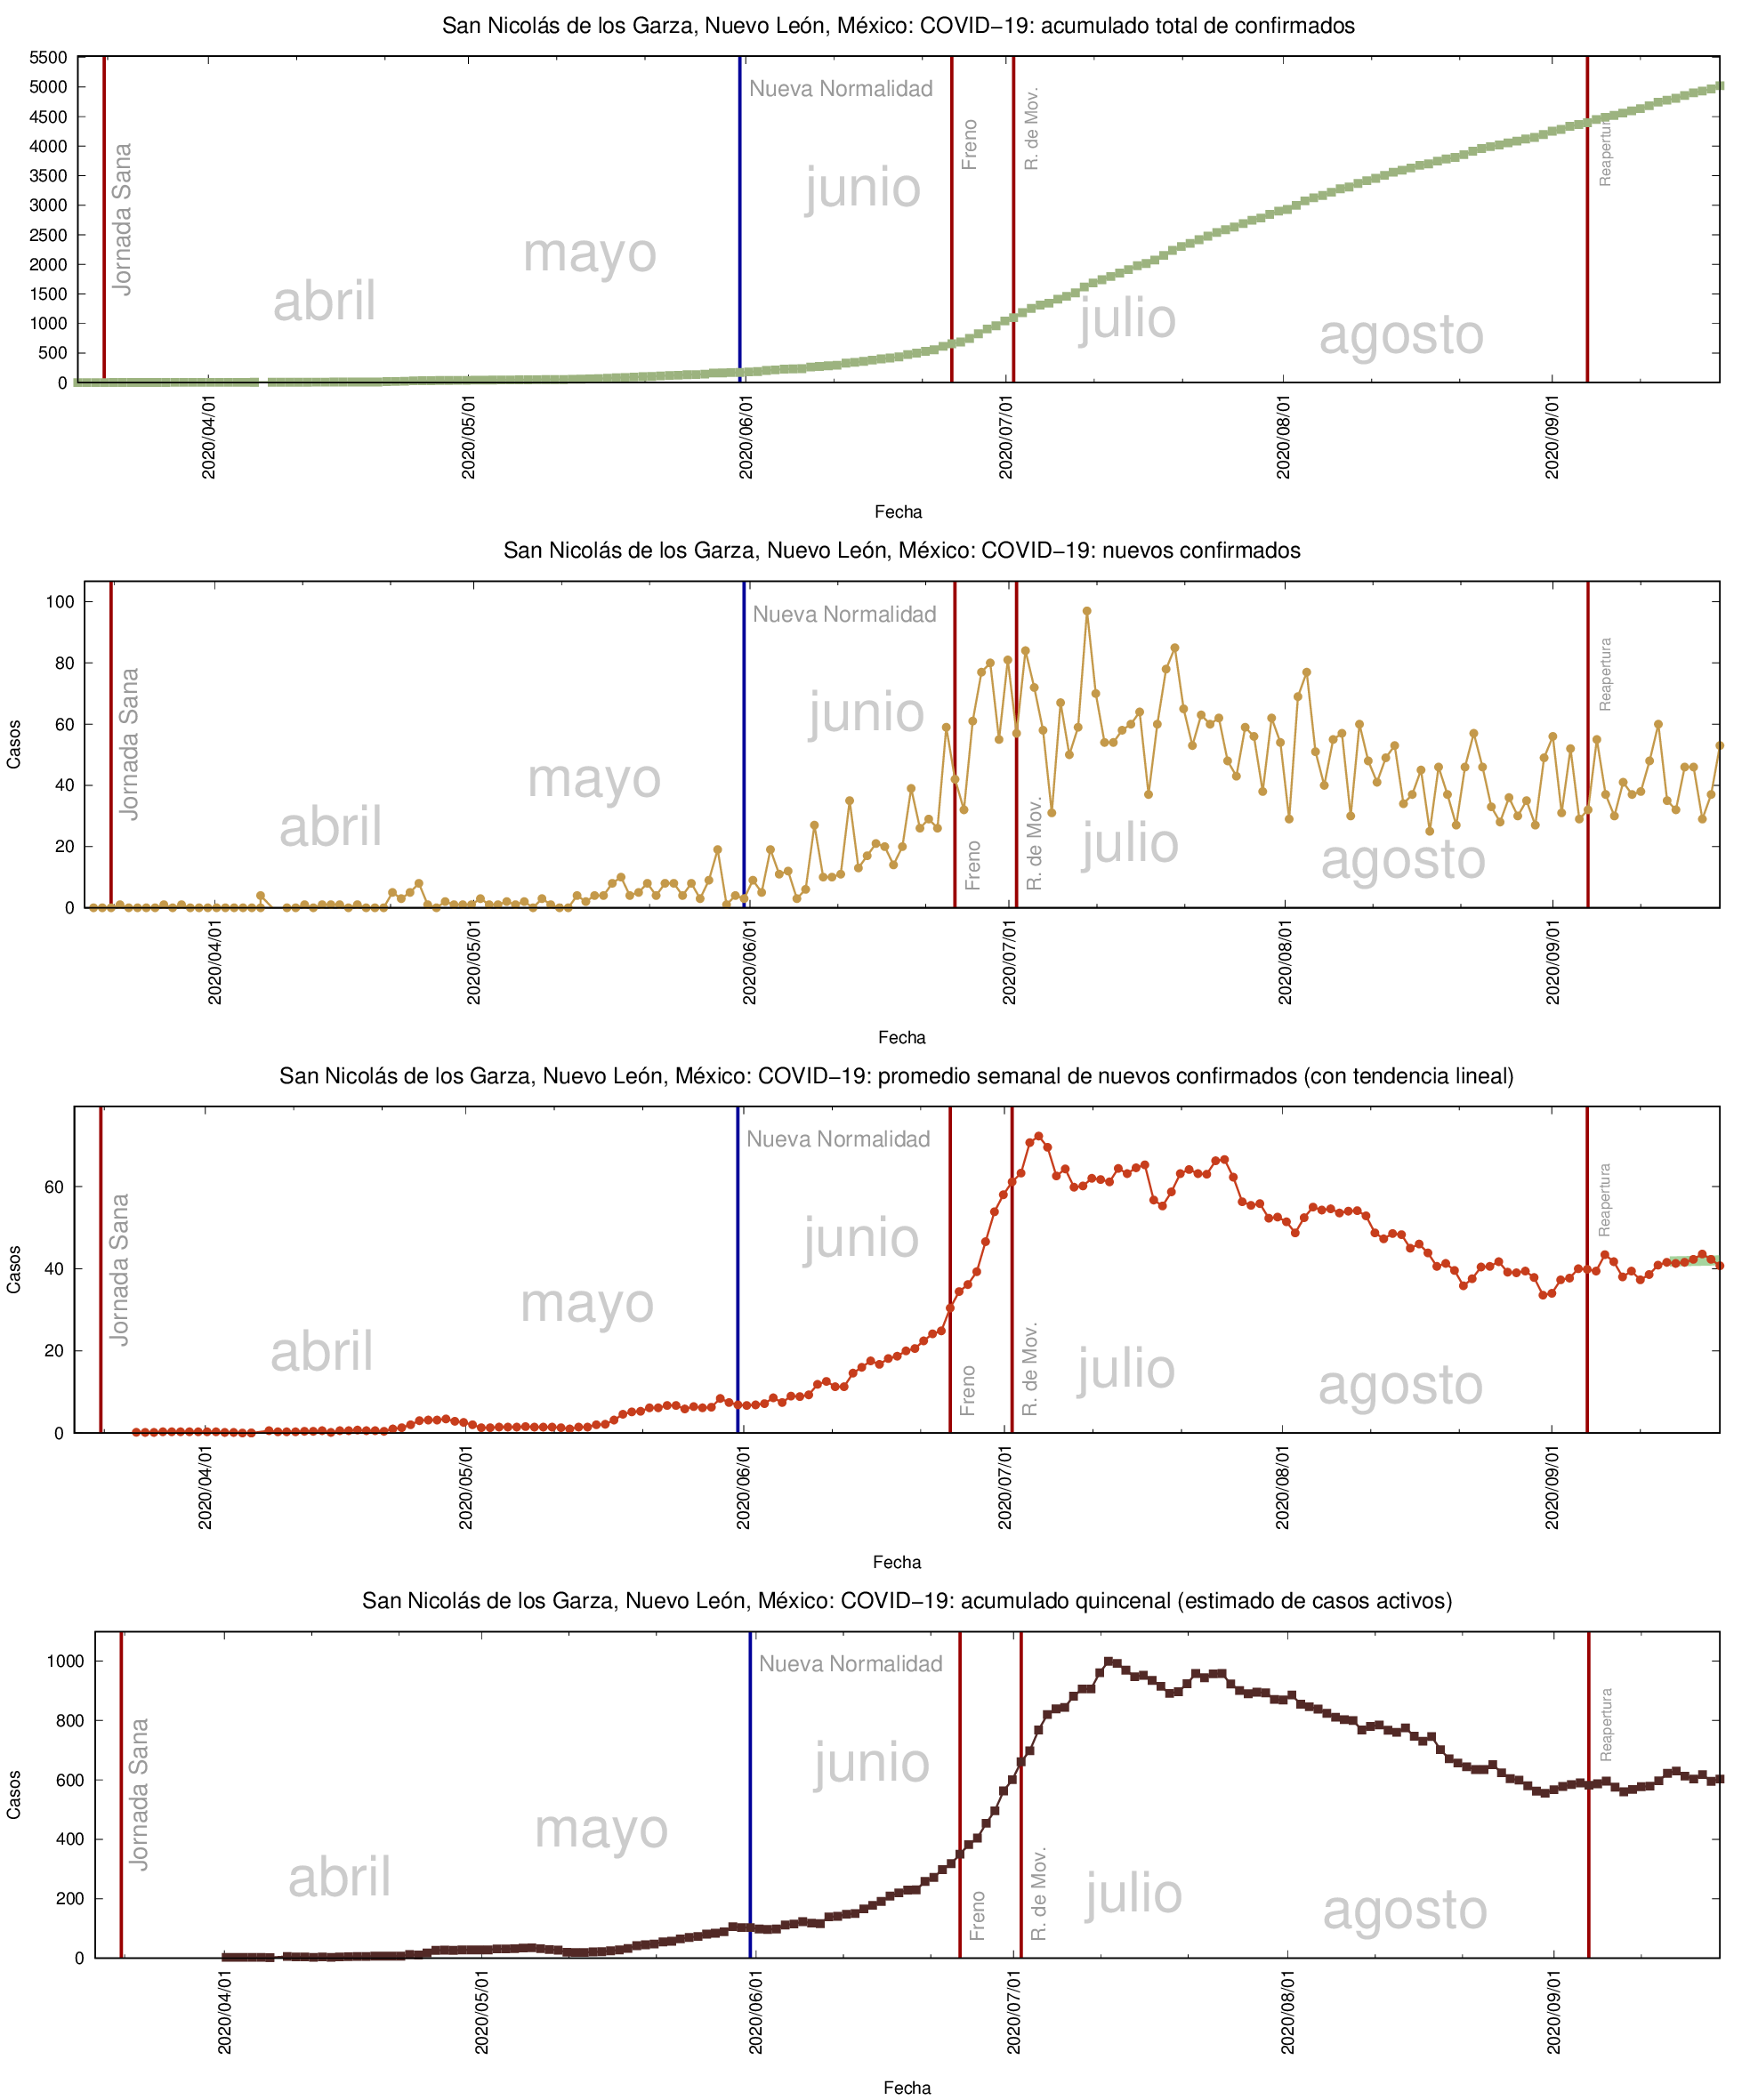 San Nicolás de los Garza, Nuevo León, México: COVID−19: acumulado total de confirmados
5500
5000
4500
4000
3500
3000
2500
2000
1500
1000
500
0
Jornada Sana
abril
mayo
Nueva Normalidad
junio
Freno
R. de Mov.
julio
agosto
Reapertura
2020/04/01
2020/05/01
2020/06/01
2020/07/01
2020/08/01
2020/09/01
Fecha
San Nicolás de los Garza, Nuevo León, México: COVID−19: nuevos confirmados
Casos
100
80
60
40
20
0
Jornada Sana
abril
mayo
Nueva Normalidad
junio
Freno
R. de Mov.
julio
agosto
Reapertura
2020/04/01
2020/05/01
2020/06/01
2020/07/01
2020/08/01
2020/09/01
Fecha
San Nicolás de los Garza, Nuevo León, México: COVID−19: promedio semanal de nuevos confirmados (con tendencia lineal)
Casos
60
40
20
0
Jornada Sana
abril
mayo
Nueva Normalidad
junio
Freno
R. de Mov.
julio
agosto
Reapertura
2020/04/01
2020/05/01
2020/06/01
2020/07/01
2020/08/01
2020/09/01
Fecha
San Nicolás de los Garza, Nuevo León, México: COVID−19: acumulado quincenal (estimado de casos activos)
Casos
1000
800
600
400
200
0
Jornada Sana
abril
mayo
Nueva Normalidad
junio
Freno
R. de Mov.
julio
agosto
Reapertura
2020/04/01
2020/05/01
2020/06/01
2020/07/01
2020/08/01
2020/09/01
Fecha